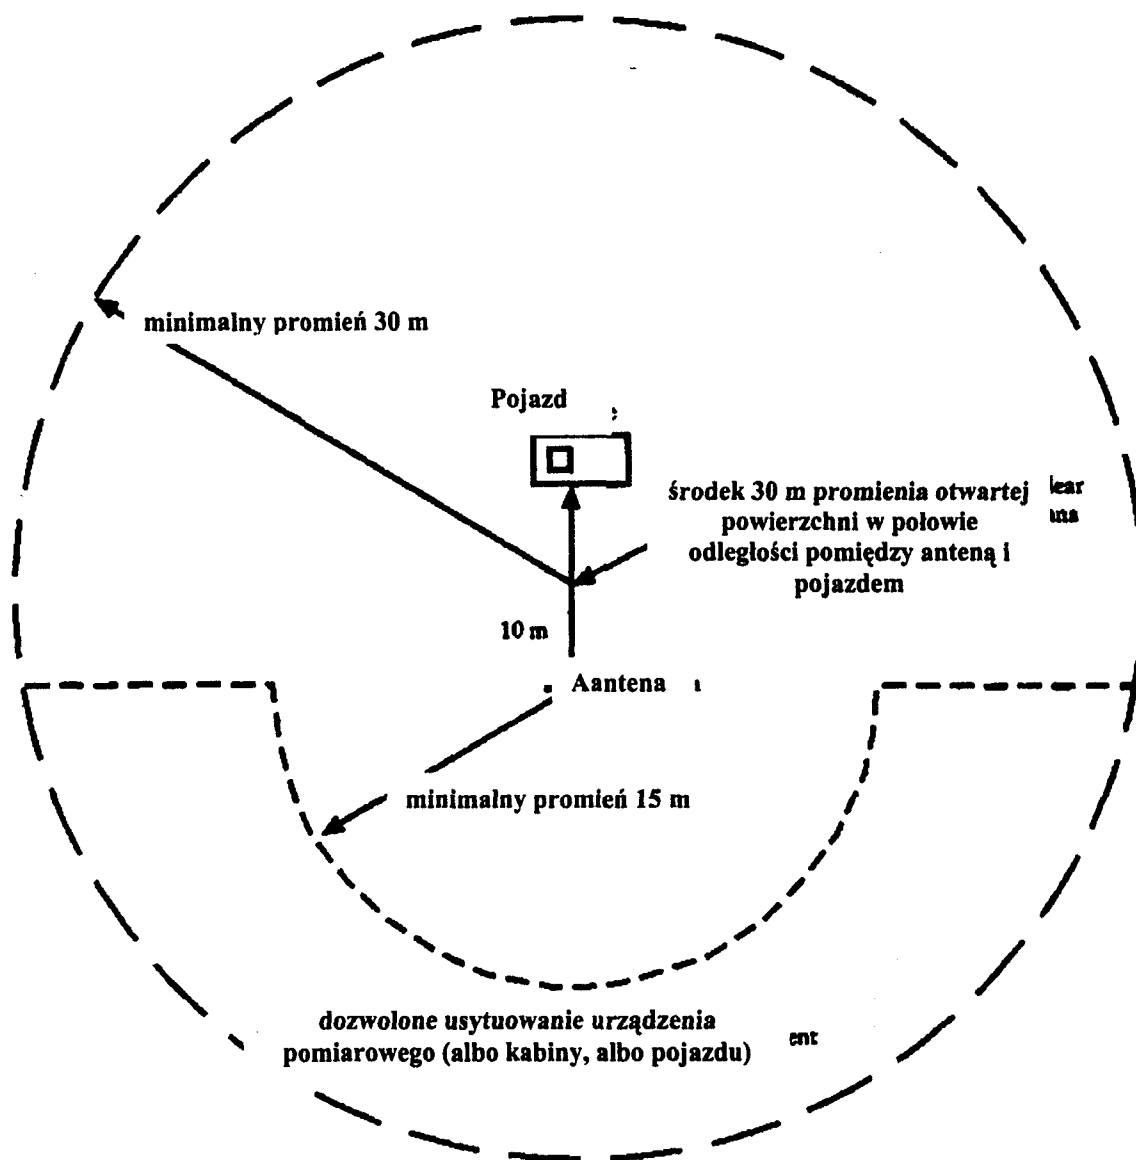 minimalny promień 30 m
Pojazd
środek 30 m promienia otwartej
powierzchni w połowie
odległości pomiędzy anteną i
pojazdem
10 m
Aantena
minimalny promień 15 m
dozwolone usytuowanie urządzenia
pomiarowego (albo kabiny, albo pojazdu)